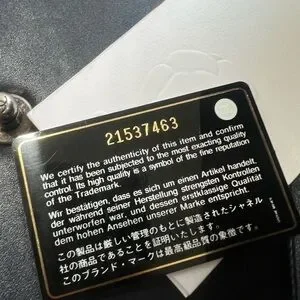 21537463
We certify the authenticity of this item and confirm
that it has been subjected to the most exacting quality
control. Its high quality is a symbol of the fine reputation
of the Trademark.
Wir bestätigen, dass es sich um einen Artikel handelt,
der während seiner Herstellung strengsten Kontrollen
unterworfen war, und dessen erstklassige Qualität
dem hohen Ansehen unserer Marke entspricht.
この製品は厳しい管理のもとに製造されたシャネル
社の商品であることを証明いたします。
このブランド・マークは最高級品質の象徴です。